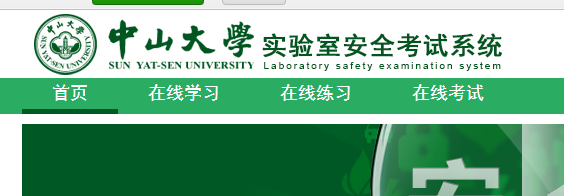 中山大学
SUN YAT-SEN UNIVERSITY
实验室安全考试系统
Laboratory safety examination system
首页 在线学习 在线练习 在线考试